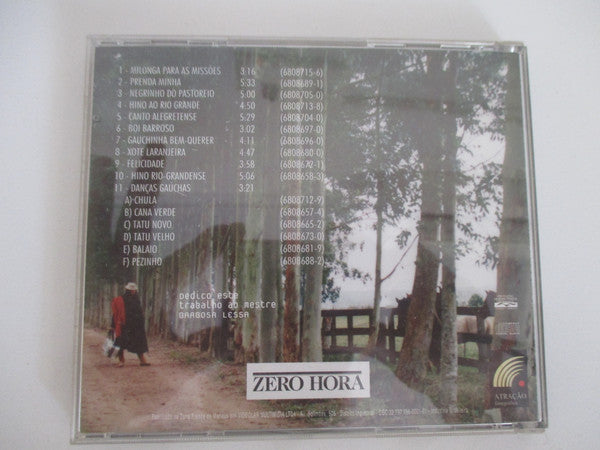 1 - MILONGA PARA AS MISSÕES 3:16 (6808715-6)
2 - PRENDA MINHA 5:33 (6808689-1)
3 - NEGRINHO DO PASTOREIO 5:00 (6808705-0)
4 - HINO AO RIO GRANDE 4:50 (6808713-8)
5 - CANTO ALEGRETENSE 5:29 (6808704-0)
6 - BOI BARROSO 3:02 (6808697-0)
7 - GAUCHINHA BEM-QUERER 4:11 (6808696-0)
8 - XOTE LARANJEIRA 4:47 (6808680-0)
9 - FELICIDADE 3:58 (6808672-1)
10 - HINO RIO-GRANDENSE 5:06 (6808658-3)
11 - DANÇAS GAUCHAS 3:21
A) CHULA (6808712-9)
B) CANA VERDE (6808657-4)
C) TATU NOVO (6808665-2)
D) TATU VELHO (6808673-0)
E) BALAIO (6808681-9)
F) PEZINHO (6808688-2)
dedico este
trabalho ao mestre
BARBOSA LESSA
ZERO HORA
ATRAÇÃO